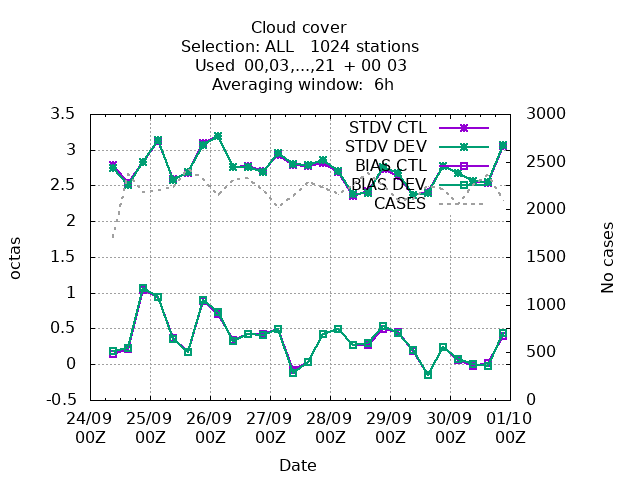 Cloud cover
Selection: ALL   1024 stations
Used 00,03,...,21 + 00 03
Averaging window: 6h
3.5
3
2.5
2
1.5
1
0.5
0
-0.5
3000
2500
2000
1500
1000
500
0
STDV CTL
STDV DEV
BIAS CTL
BIAS DEV
CASES
octas
No cases
24/09 25/09 26/09 27/09 28/09 29/09 30/09 01/10
00Z 00Z 00Z 00Z 00Z 00Z 00Z 00Z
Date